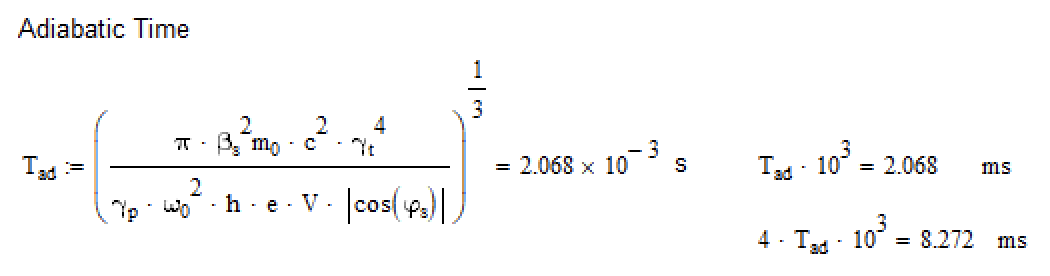 Adiabatic Time
T_ad := ( (π · β_s^2 m_0 · c^2 · γ_t^4) / (γ_p · ω_0^2 · h · e · V · |cos(φ_s)|) )^(1/3) = 2.068 × 10^-3 s T_ad · 10^3 = 2.068 ms
4 · T_ad · 10^3 = 8.272 ms